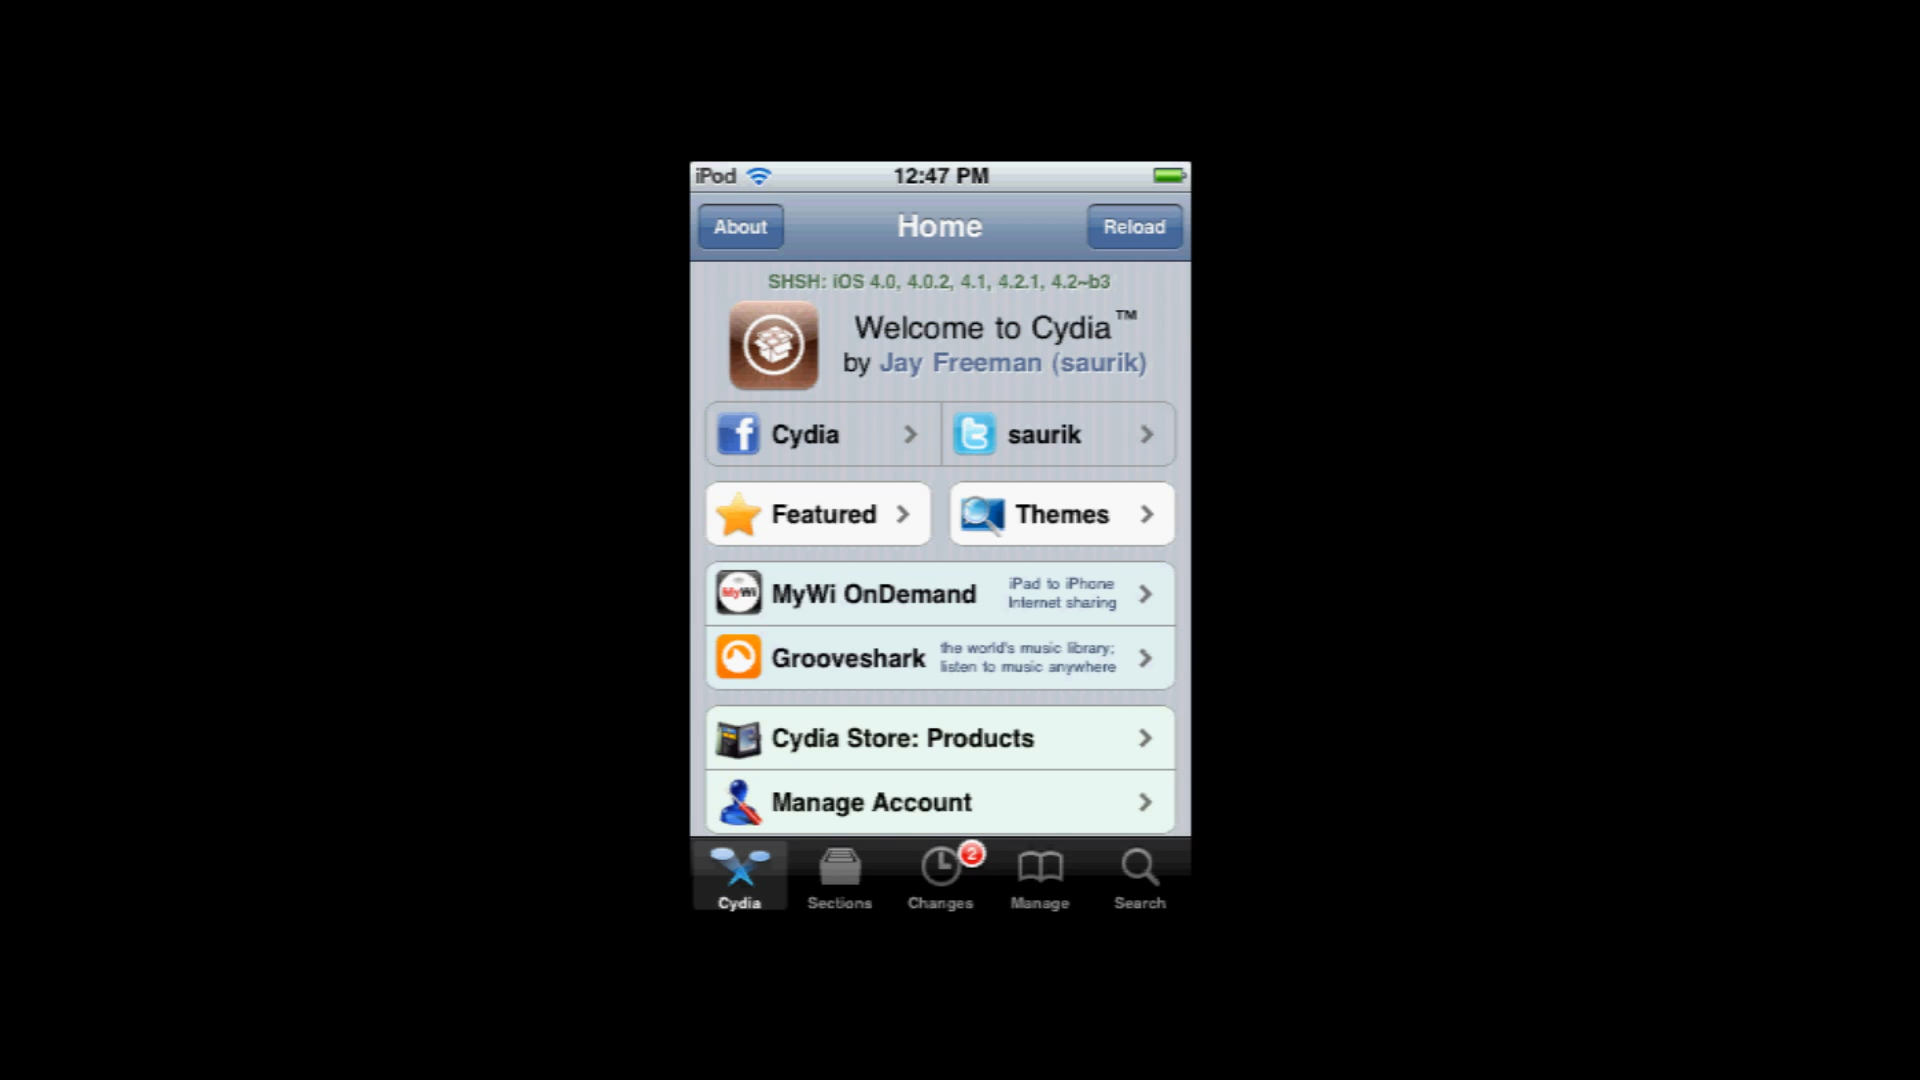 iPod 12:47 PM
About Home Reload
SHSH: iOS 4.0, 4.0.2, 4.1, 4.2.1, 4.2~b3
Welcome to Cydia™
by Jay Freeman (saurik)
Cydia saurik
Featured Themes
MyWi MyWi OnDemand iPad to iPhone
Internet sharing
Grooveshark the world's music library;
listen to music anywhere
Cydia Store: Products
Manage Account
2
Cydia Sections Changes Manage Search